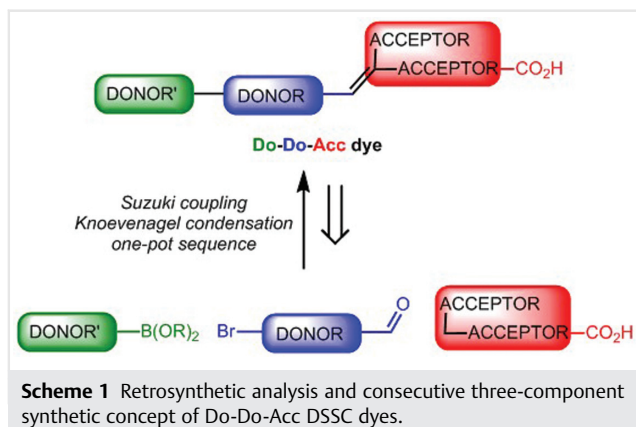 ACCEPTOR
ACCEPTOR-CO₂H
DONOR' DONOR
Do-Do-Acc dye
Suzuki coupling
Knoevenagel condensation
one-pot sequence
O
ACCEPTOR
DONOR'-B(OR)₂ Br-DONOR ACCEPTOR-CO₂H
Scheme 1 Retrosynthetic analysis and consecutive three-component
synthetic concept of Do-Do-Acc DSSC dyes.